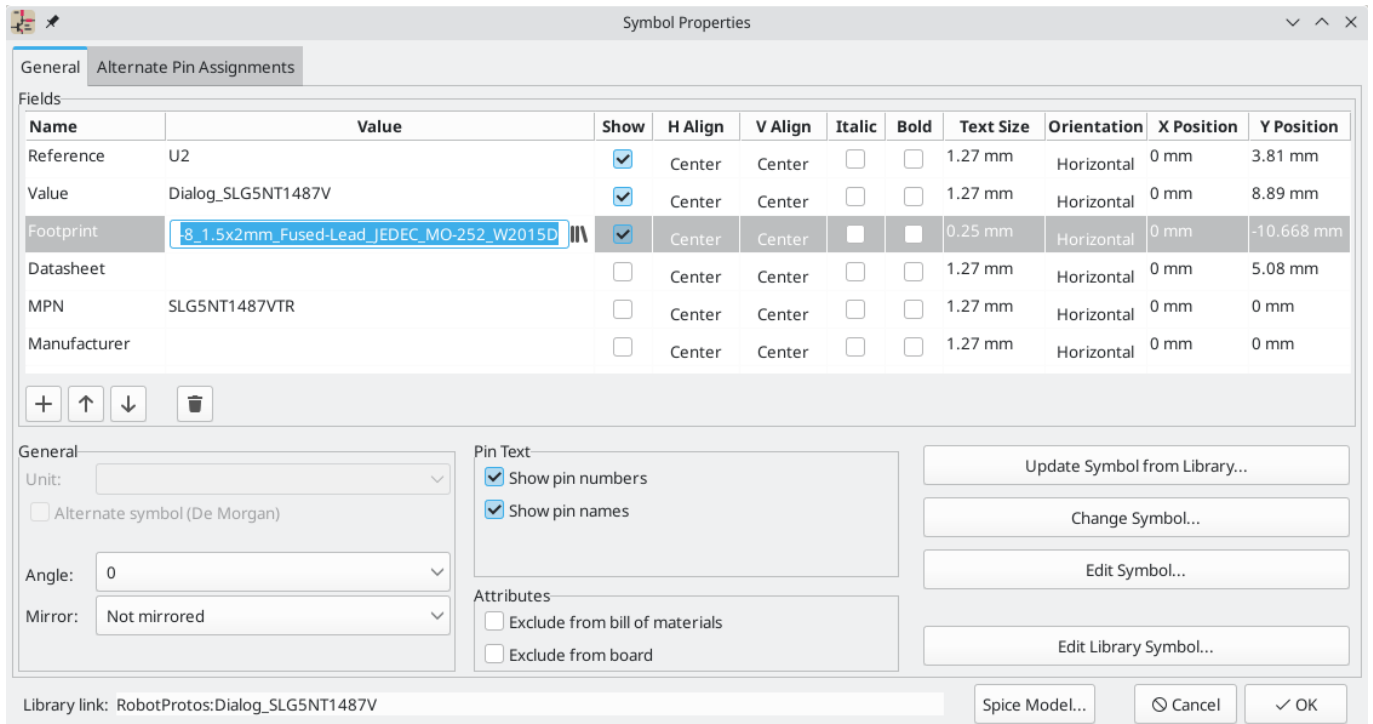 Symbol Properties
General Alternate Pin Assignments
Fields
Name Value Show H Align V Align Italic Bold Text Size Orientation X Position Y Position
Reference U2 Center Center 1.27 mm Horizontal 0 mm 3.81 mm
Value Dialog_SLG5NT1487V Center Center 1.27 mm Horizontal 0 mm 8.89 mm
Footprint -8_1.5x2mm_Fused-Lead_JEDEC_MO-252_W2015D Center Center 0.25 mm Horizontal 0 mm -10.668 mm
Datasheet Center Center 1.27 mm Horizontal 0 mm 5.08 mm
MPN SLG5NT1487VTR Center Center 1.27 mm Horizontal 0 mm 0 mm
Manufacturer Center Center 1.27 mm Horizontal 0 mm 0 mm
General
Unit:
Alternate symbol (De Morgan)
Angle: 0
Mirror: Not mirrored
Pin Text
Show pin numbers
Show pin names
Attributes
Exclude from bill of materials
Exclude from board
Update Symbol from Library...
Change Symbol...
Edit Symbol...
Edit Library Symbol...
Library link: RobotProtos:Dialog_SLG5NT1487V
Spice Model... Cancel OK